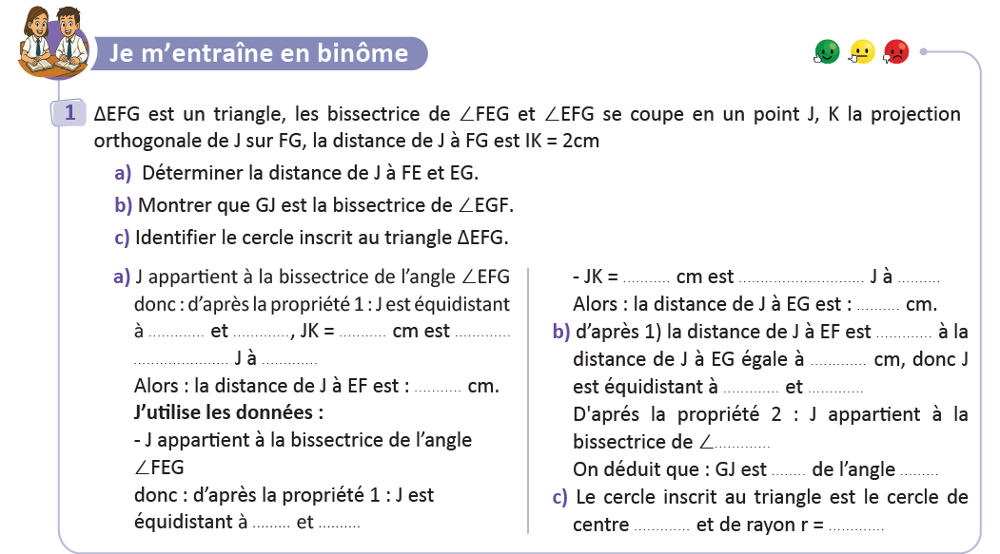 Je m’entraîne en binôme
1 ΔEFG est un triangle, les bissectrice de ∠FEG et ∠EFG se coupe en un point J, K la projection
orthogonale de J sur FG, la distance de J à FG est IK = 2cm
a) Déterminer la distance de J à FE et EG.
b) Montrer que GJ est la bissectrice de ∠EGF.
c) Identifier le cercle inscrit au triangle ΔEFG.
a) J appartient à la bissectrice de l’angle ∠EFG
donc : d’après la propriété 1 : J est équidistant
à ............. et ............., JK = ........... cm est .............
...................... J à .............
Alors : la distance de J à EF est : ........... cm.
J’utilise les données :
- J appartient à la bissectrice de l’angle
∠FEG
donc : d’après la propriété 1 : J est
équidistant à ......... et ..........
- JK = ........... cm est ............................. J à ..........
Alors : la distance de J à EG est : .......... cm.
b) d’après 1) la distance de J à EF est ............. à la
distance de J à EG égale à ............. cm, donc J
est équidistant à ............. et .............
D'aprés la propriété 2 : J appartient à la
bissectrice de ∠.............
On déduit que : GJ est ........ de l’angle .........
c) Le cercle inscrit au triangle est le cercle de
centre ............. et de rayon r = .............